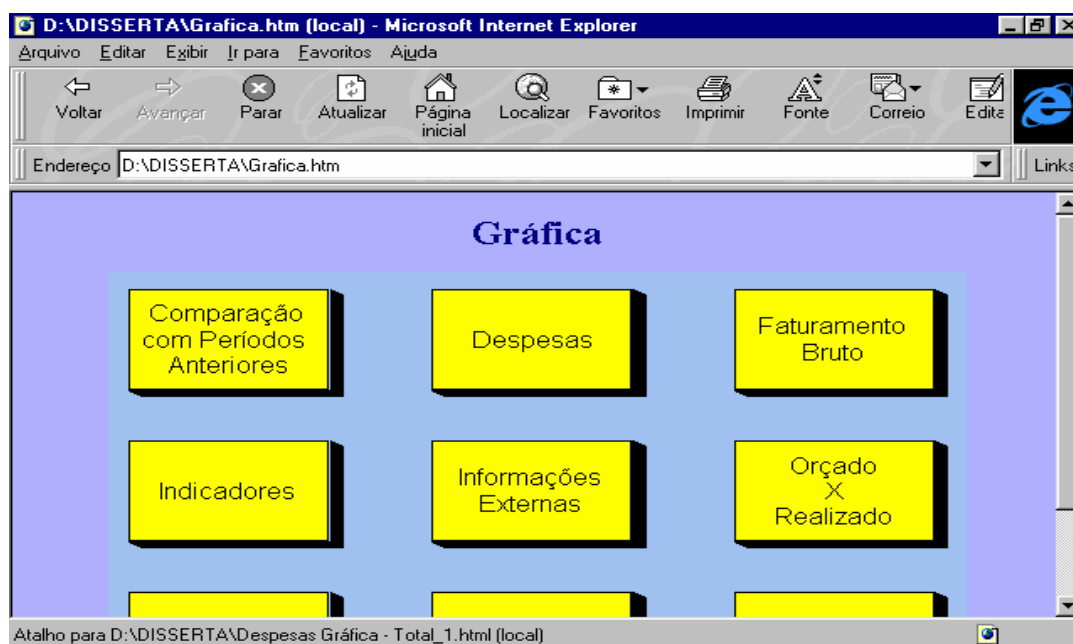 D:\DISSERTA\Grafica.htm (local) - Microsoft Internet Explorer
Arquivo Editar Exibir Ir para Favoritos Ajuda
Voltar Avançar Parar Atualizar Página inicial Localizar Favoritos Imprimir Fonte Correio Edita
Endereço D:\DISSERTA\Grafica.htm Links
Gráfica
Comparação
com Períodos
Anteriores
Despesas
Faturamento
Bruto
Indicadores
Informações
Externas
Orçado
X
Realizado
Atalho para D:\DISSERTA\Despesas Gráfica - Total_1.html (local)